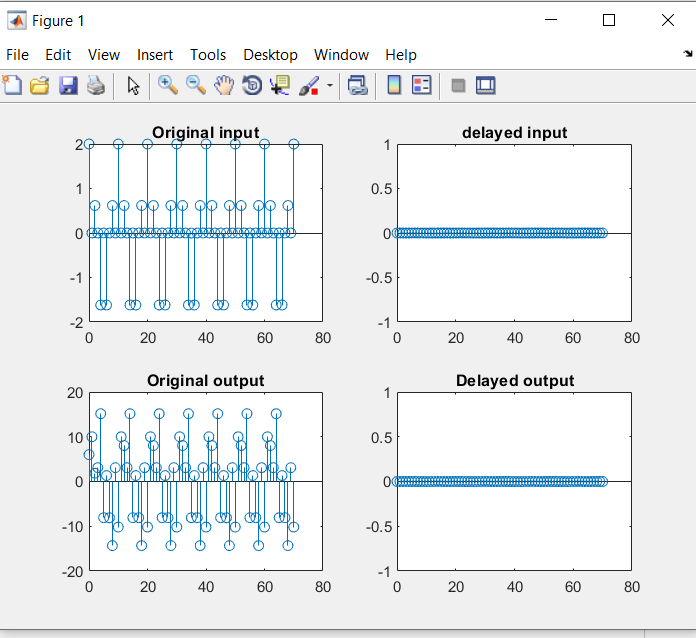 Figure 1
File Edit View Insert Tools Desktop Window Help
Original input
2
1
0
-1
-2
0 20 40 60 80
delayed input
1
0.5
0
-0.5
-1
0 20 40 60 80
Original output
20
10
0
-10
-20
0 20 40 60 80
Delayed output
1
0.5
0
-0.5
-1
0 20 40 60 80